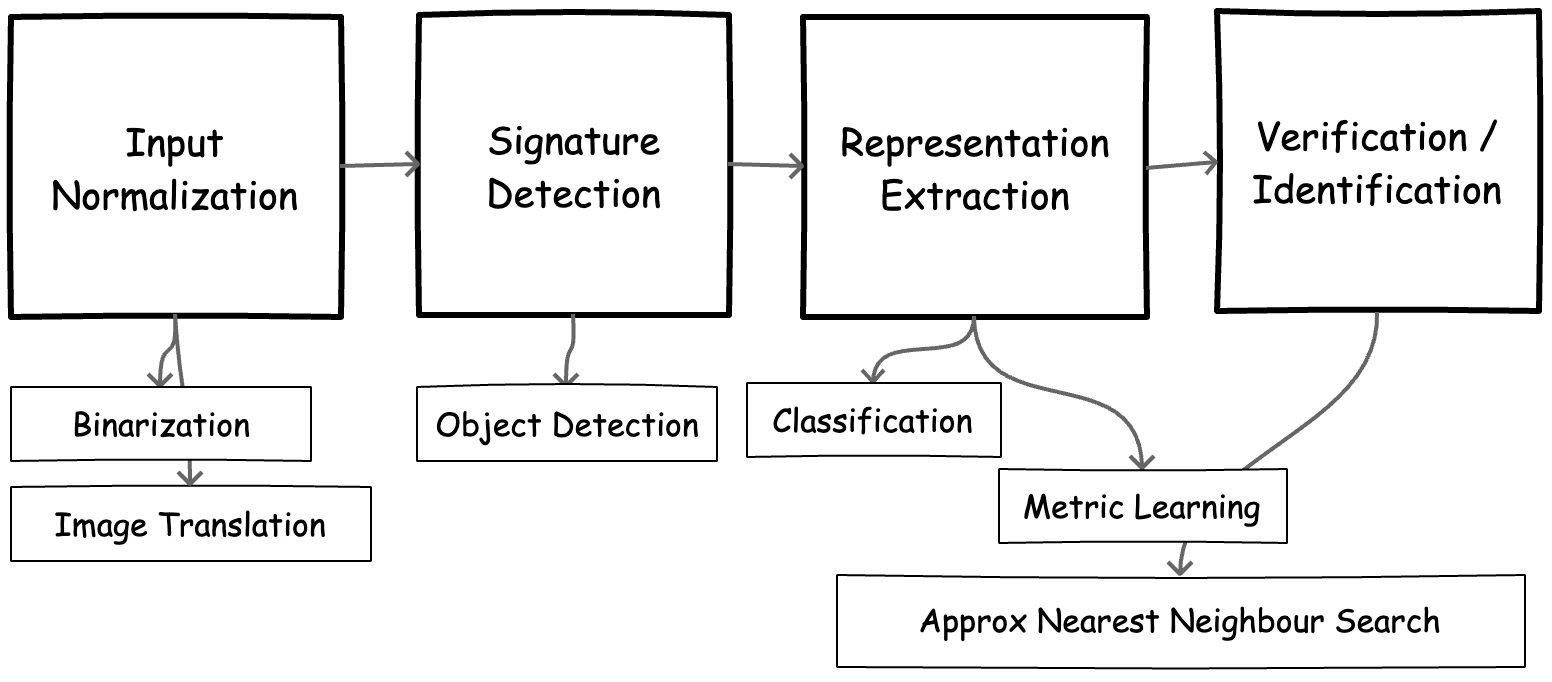 Input
Normalization
Signature
Detection
Representation
Extraction
Verification /
Identification
Binarization
Object Detection
Classification
Image Translation
Metric Learning
Approx Nearest Neighbour Search